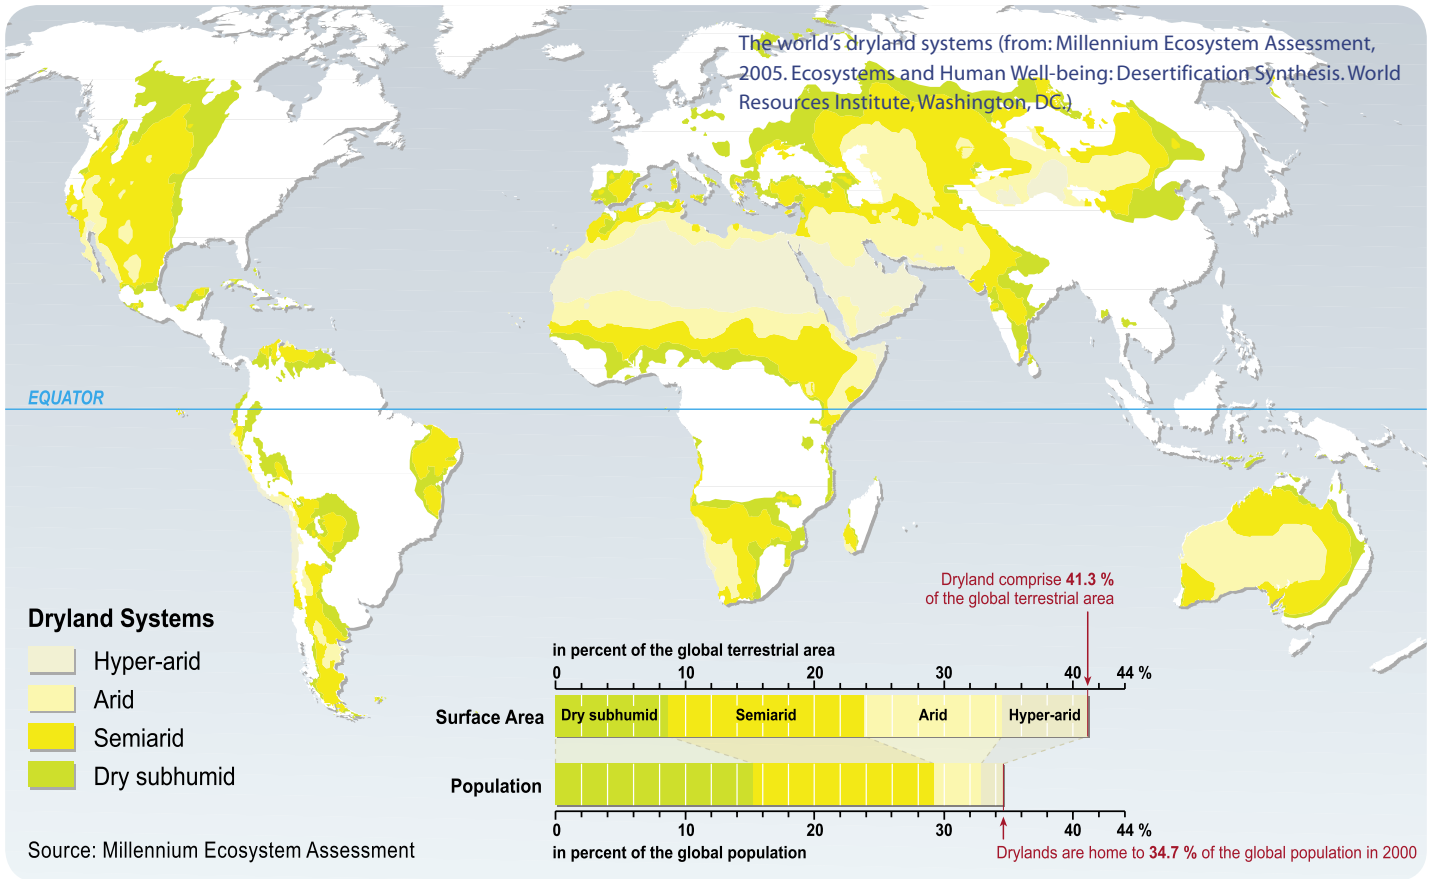 The world's dryland systems (from: Millennium Ecosystem Assessment,
2005. Ecosystems and Human Well-being: Desertification Synthesis. World
Resources Institute, Washington, DC.)
EQUATOR
Dryland comprise 41.3 %
of the global terrestrial area
Dryland Systems
Hyper-arid
Arid
Semiarid
Dry subhumid
Source: Millennium Ecosystem Assessment
in percent of the global terrestrial area
0 10 20 30 40 44 %
Surface Area Dry subhumid Semiarid Arid Hyper-arid
Population
0 10 20 30 40 44 %
in percent of the global population
Drylands are home to 34.7 % of the global population in 2000